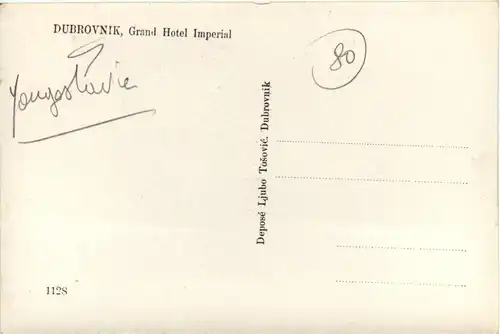 DUBROVNIK, Grand Hotel Imperial
80
Yougoslavie
Deposé Ljubo Tošović. Dubrovnik
1128